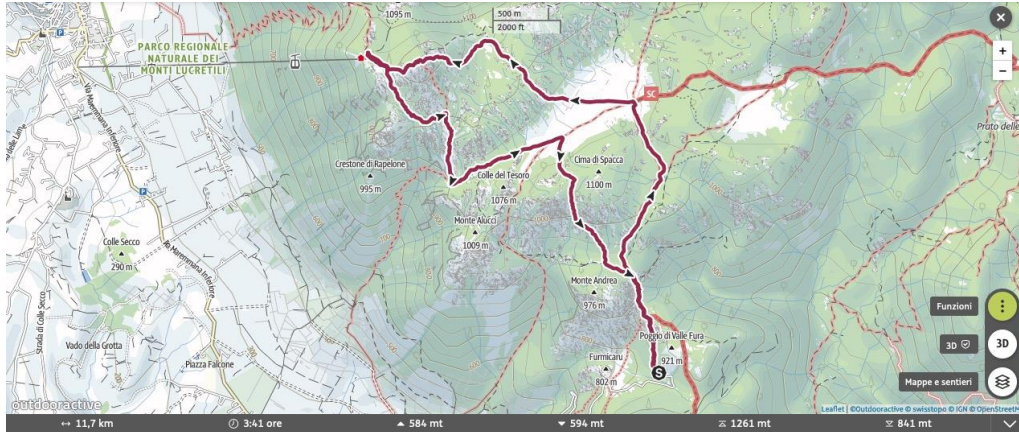 1095 m
500 m
2000 ft
+
−
PARCO REGIONALE
NATURALE DEI
MONTI LUCRETILI
SC
Via Maremmana Inferiore
Prato delle
Crestone di Rapelone
995 m
Cima di Spacca
1100 m
Colle del Tesoro
1076 m
Monte Alucci
1009 m
Colle Secco
290 m
Strada di Colle Secco
Monte Andrea
976 m
Funzioni
Poggio di Valle Fura
921 m
3D
3D
Vado della Grotta
Piazza Falcone
Furmicaru
802 m
S
Mappe e sentieri
outdooractive
Leaflet | ©Outdooractive © swisstopo © IGN © OpenStreetM
11,7 km
3:41 ore
584 mt
594 mt
1261 mt
841 mt